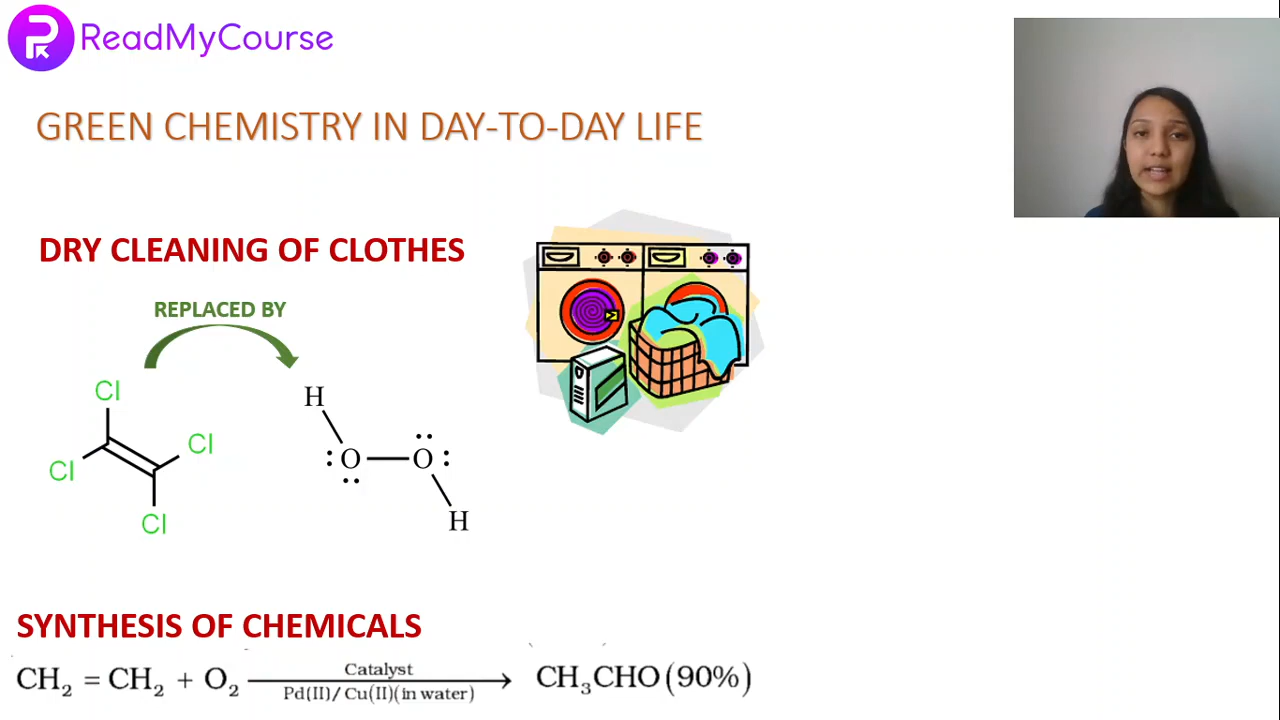 ReadMyCourse
GREEN CHEMISTRY IN DAY-TO-DAY LIFE
DRY CLEANING OF CLOTHES
REPLACED BY
Cl
Cl
Cl
Cl
H
:O—O:
H
SYNTHESIS OF CHEMICALS
CH₂ = CH₂ + O₂ Catalyst Pd(II)/Cu(II)(in water) → CH₃CHO (90%)